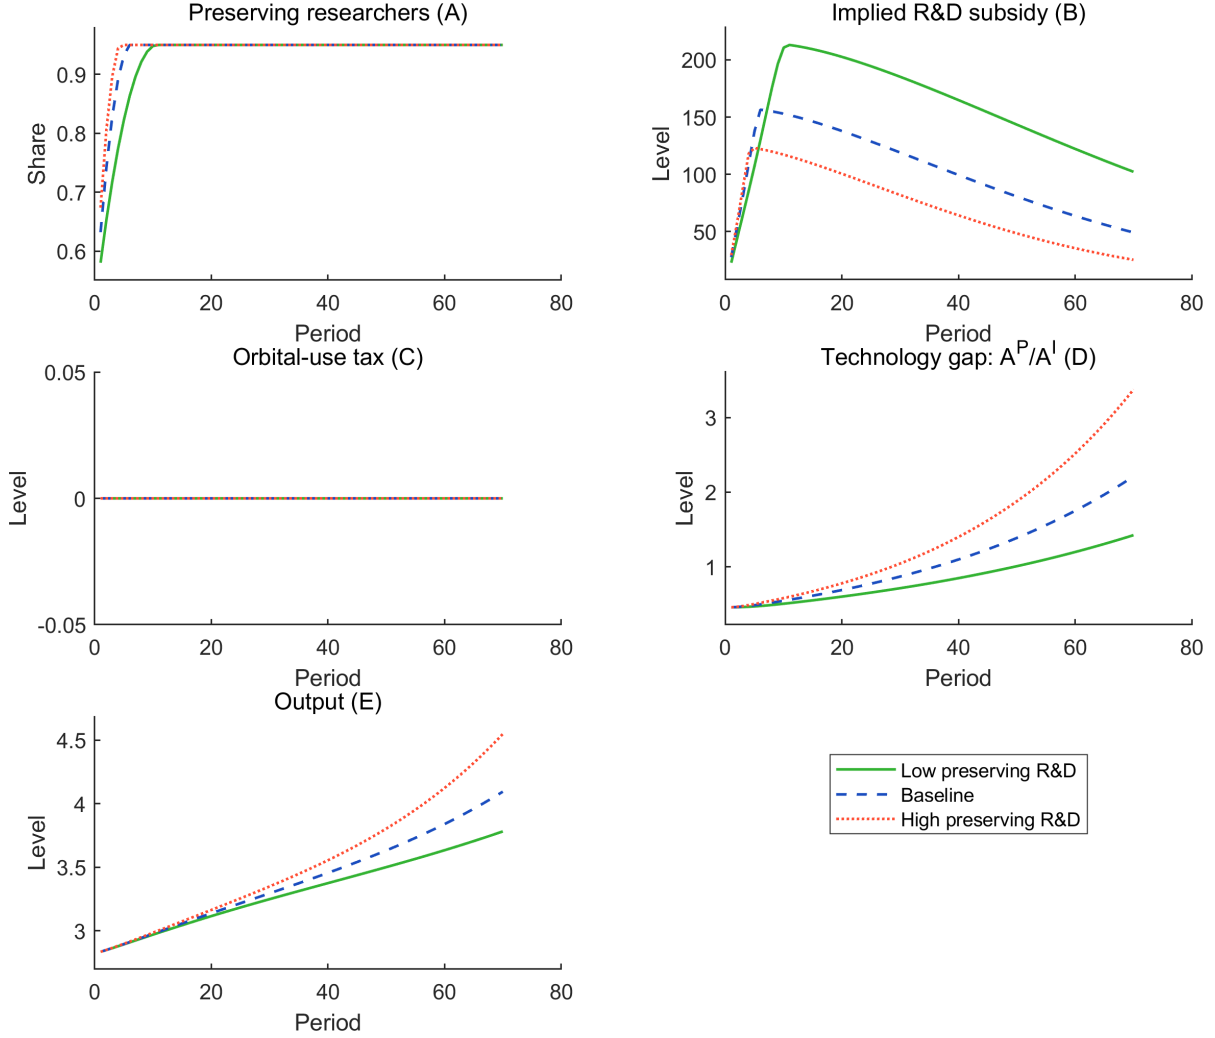 Preserving researchers (A)
Share
0.9
0.8
0.7
0.6
0 20 40 60 80
Period
Implied R&D subsidy (B)
Level
200
150
100
50
0 20 40 60 80
Period
Orbital-use tax (C)
Level
0.05
0
-0.05
0 20 40 60 80
Period
Technology gap: A^P/A^I (D)
Level
3
2
1
0 20 40 60 80
Period
Output (E)
Level
4.5
4
3.5
3
0 20 40 60 80
Period
Low preserving R&D
Baseline
High preserving R&D